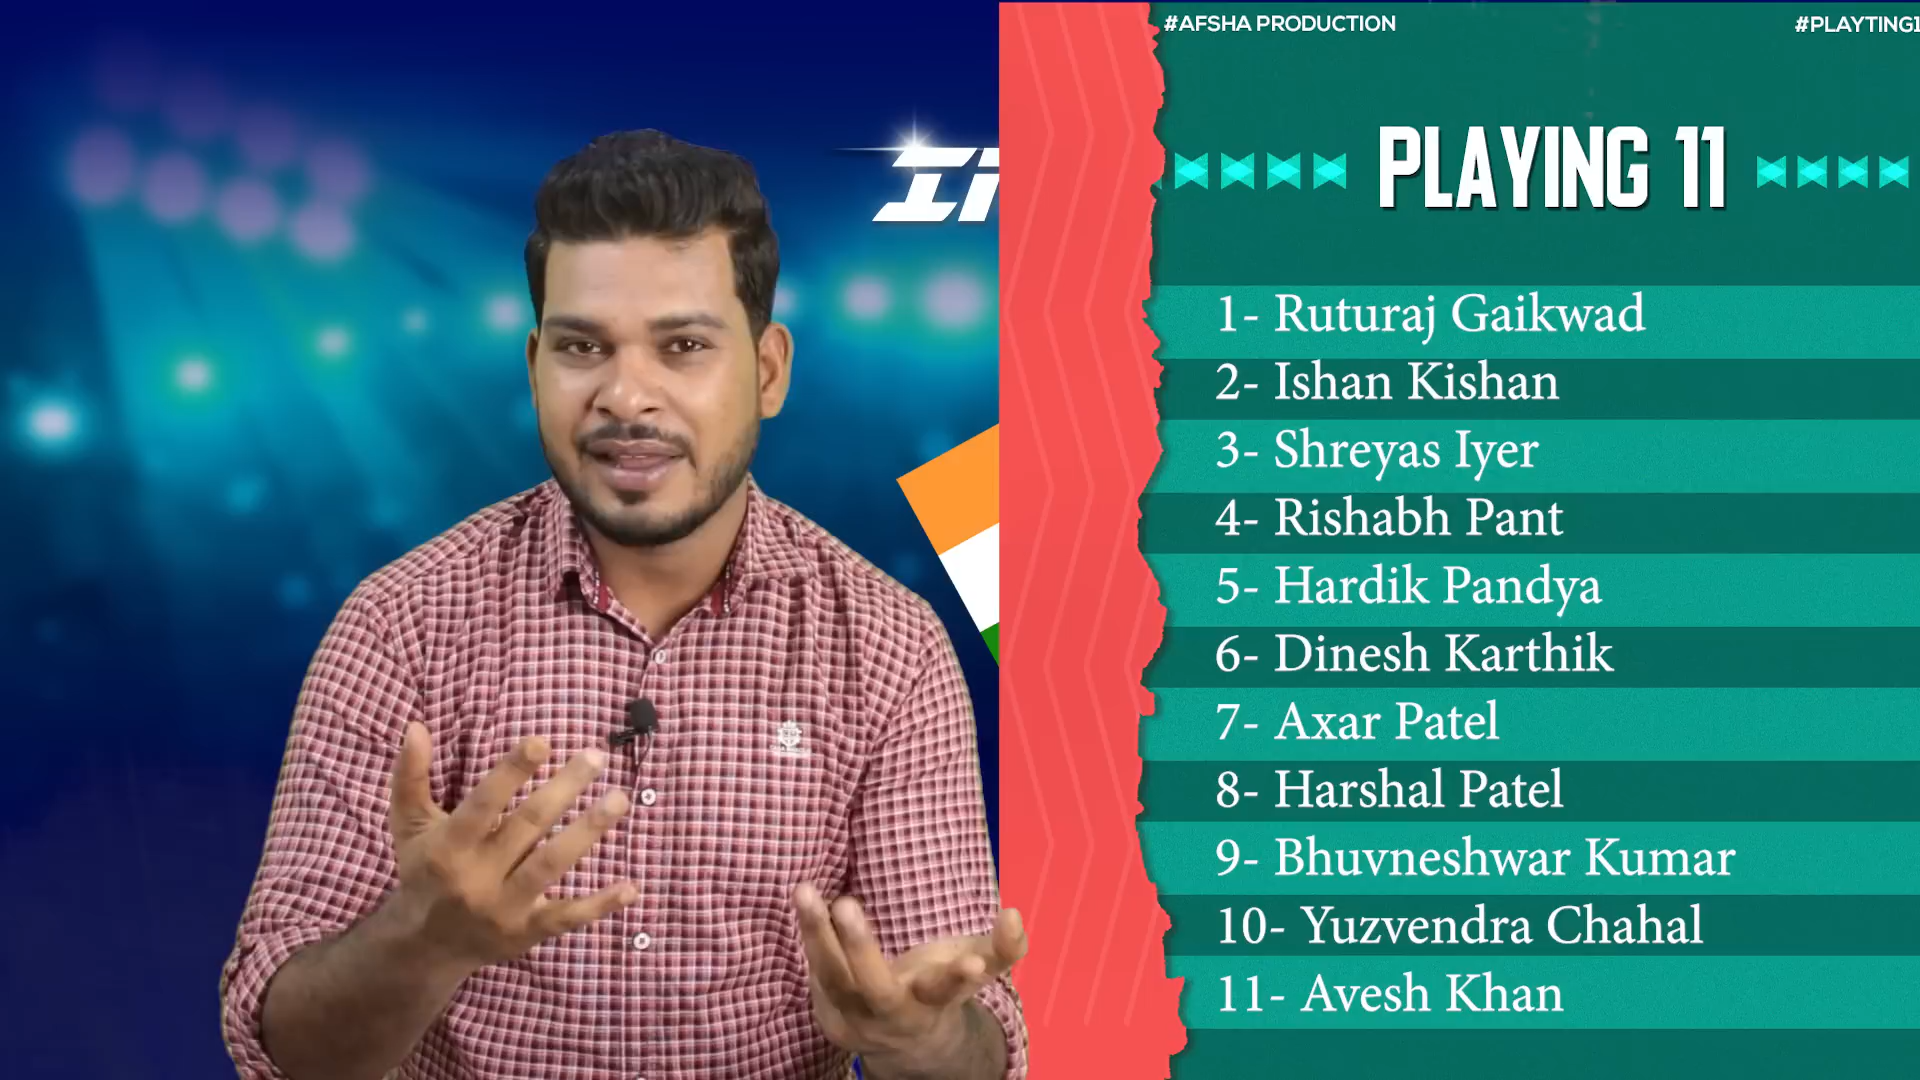 #AFSHA PRODUCTION
#PLAYTING1
PLAYING 11
1- Ruturaj Gaikwad
2- Ishan Kishan
3- Shreyas Iyer
4- Rishabh Pant
5- Hardik Pandya
6- Dinesh Karthik
7- Axar Patel
8- Harshal Patel
9- Bhuvneshwar Kumar
10- Yuzvendra Chahal
11- Avesh Khan